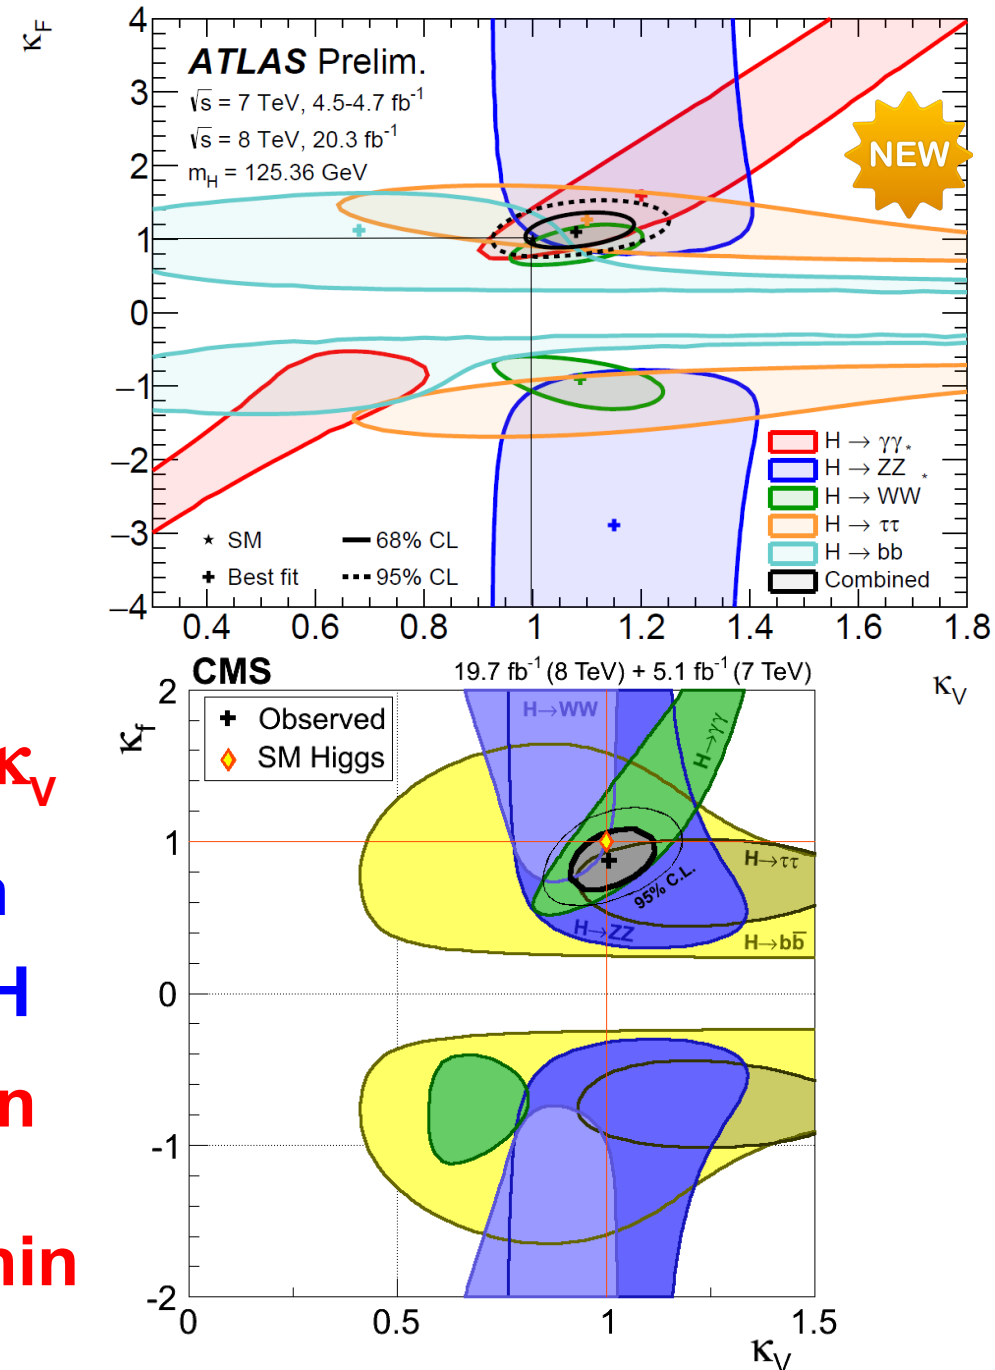 κF
4
3
2
1
0
−1
−2
−3
−4
ATLAS Prelim.
√s = 7 TeV, 4.5-4.7 fb-1
√s = 8 TeV, 20.3 fb-1
mH = 125.36 GeV
NEW
H → γγ
H → ZZ*
H → WW*
H → ττ
H → bb
Combined
★ SM
68% CL
+ Best fit
95% CL
0.4 0.6 0.8 1 1.2 1.4 1.6 1.8
κV
CMS
19.7 fb-1 (8 TeV) + 5.1 fb-1 (7 TeV)
κf
2
1
0
-1
-2
+ Observed
SM Higgs
H→WW
H→γγ
H→ττ
95% C.L.
H→ZZ
H→bb̅
0 0.5 1 1.5
κV
κV
H
n
hin